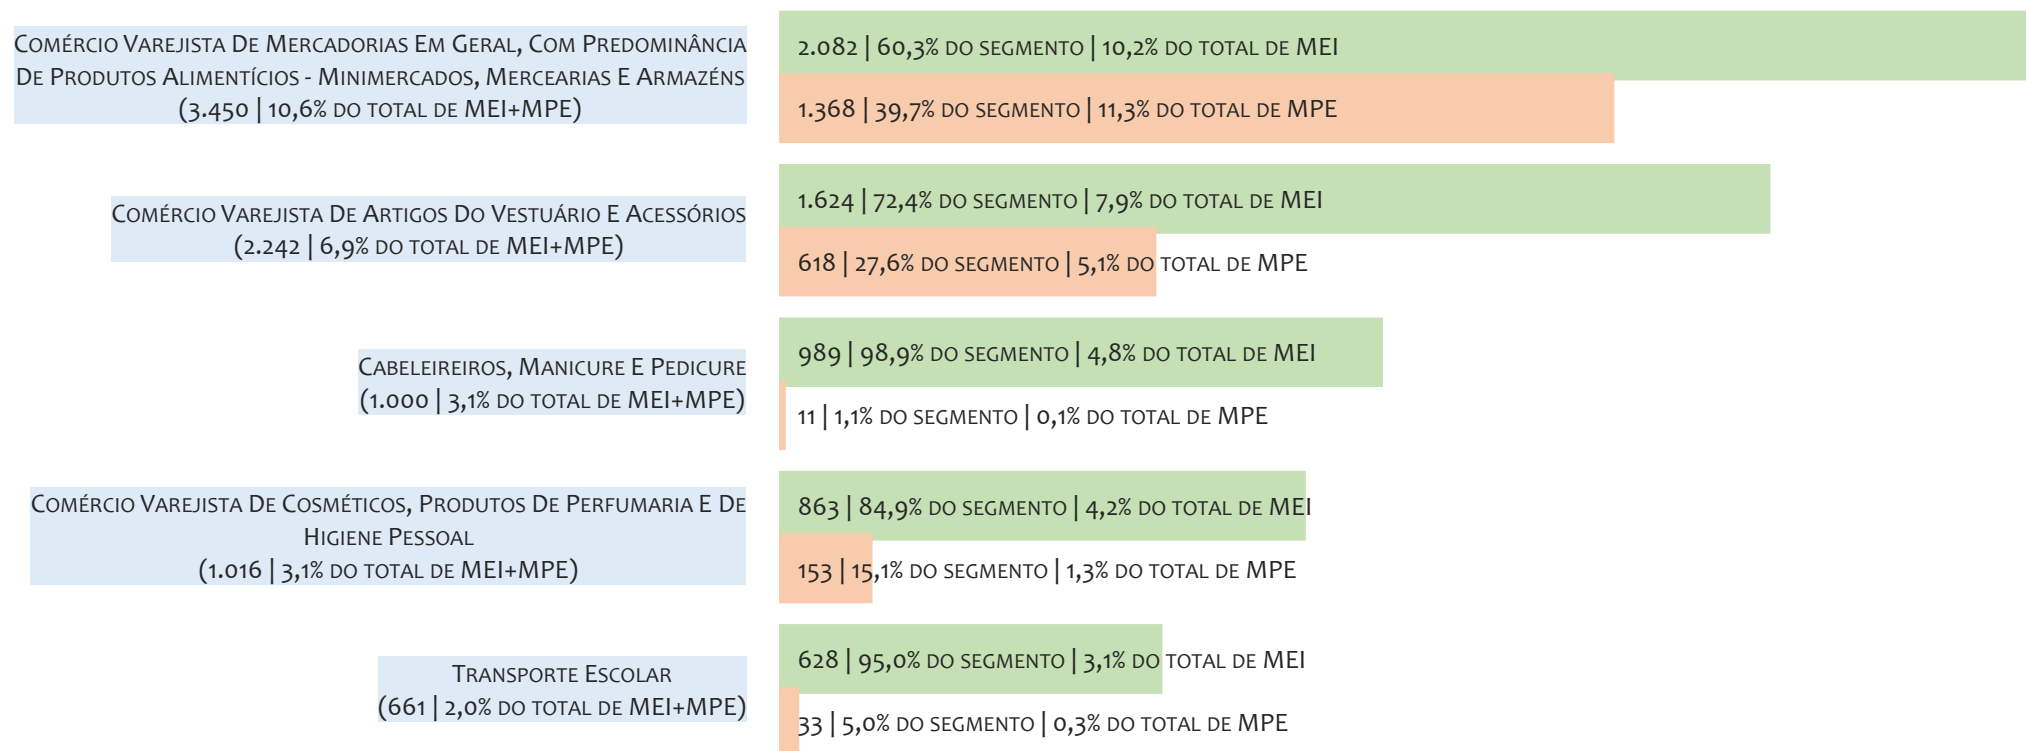 Comércio Varejista De Mercadorias Em Geral, Com Predominância
De Produtos Alimentícios - Minimercados, Mercearias E Armazéns
(3.450 | 10,6% do total de MEI+MPE)
2.082 | 60,3% do segmento | 10,2% do total de MEI
1.368 | 39,7% do segmento | 11,3% do total de MPE
Comércio Varejista De Artigos Do Vestuário E Acessórios
(2.242 | 6,9% do total de MEI+MPE)
1.624 | 72,4% do segmento | 7,9% do total de MEI
618 | 27,6% do segmento | 5,1% do total de MPE
Cabeleireiros, Manicure E Pedicure
(1.000 | 3,1% do total de MEI+MPE)
989 | 98,9% do segmento | 4,8% do total de MEI
11 | 1,1% do segmento | 0,1% do total de MPE
Comércio Varejista De Cosméticos, Produtos De Perfumaria E De
Higiene Pessoal
(1.016 | 3,1% do total de MEI+MPE)
863 | 84,9% do segmento | 4,2% do total de MEI
153 | 15,1% do segmento | 1,3% do total de MPE
Transporte Escolar
(661 | 2,0% do total de MEI+MPE)
628 | 95,0% do segmento | 3,1% do total de MEI
33 | 5,0% do segmento | 0,3% do total de MPE